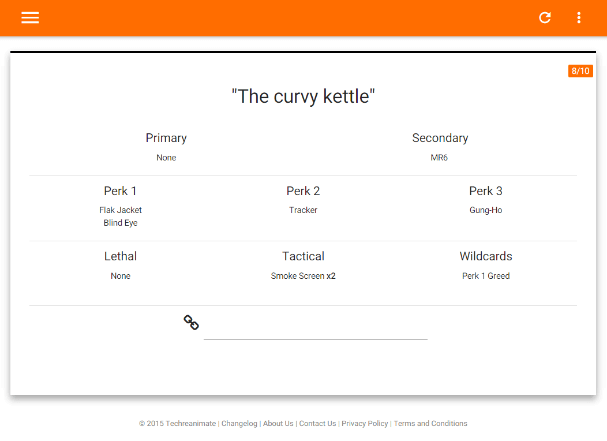 8/10
"The curvy kettle"
Primary Secondary
None MR6
Perk 1 Perk 2 Perk 3
Flak Jacket Tracker Gung-Ho
Blind Eye
Lethal Tactical Wildcards
None Smoke Screen x2 Perk 1 Greed
© 2015 Techreanimate | Changelog | About Us | Contact Us | Privacy Policy | Terms and Conditions